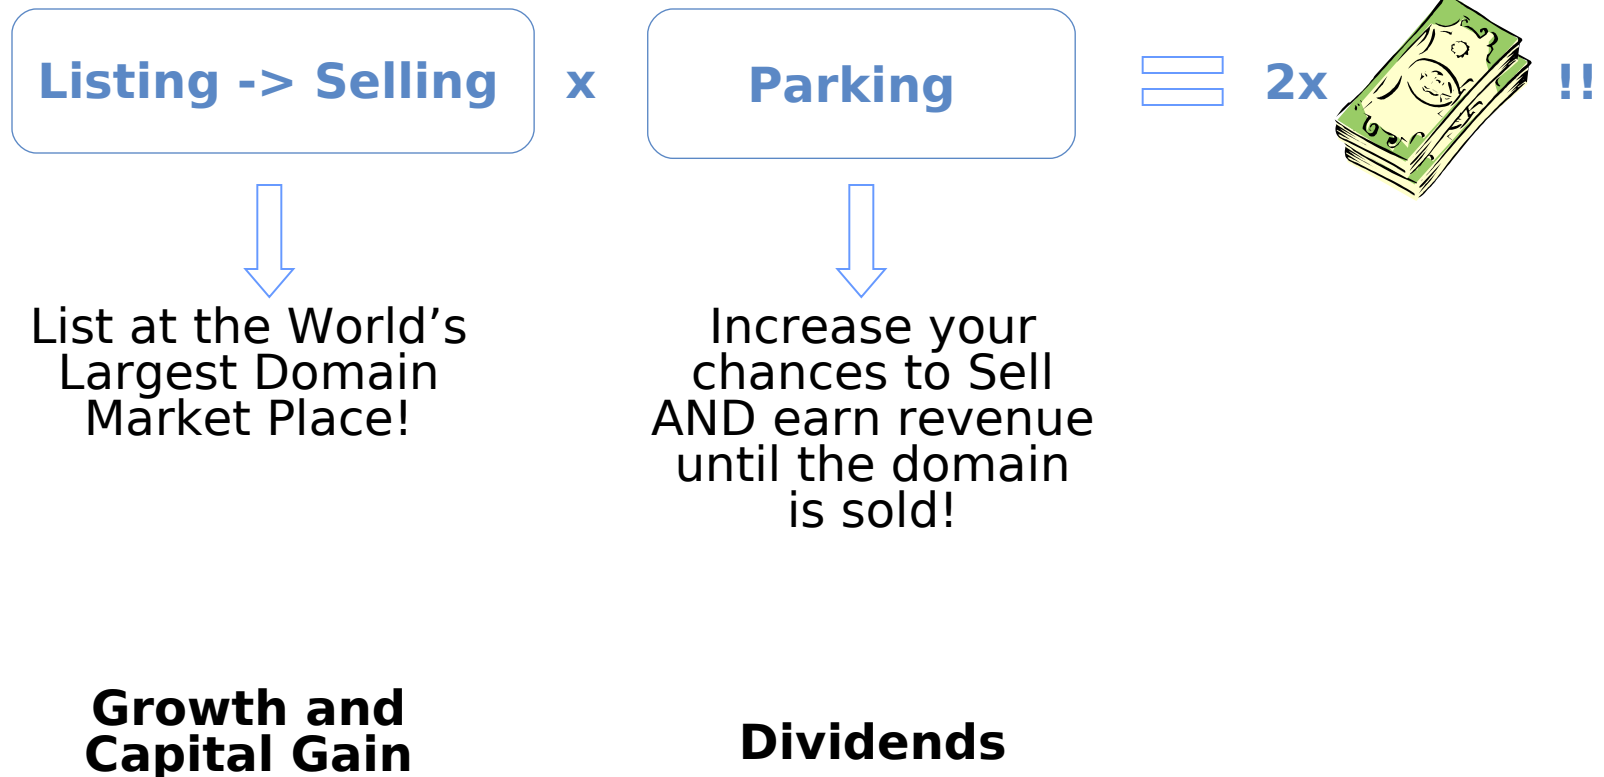 Listing -> Selling x Parking 2x !!
List at the World’s
Largest Domain
Market Place!
Increase your
chances to Sell
AND earn revenue
until the domain
is sold!
Growth and
Capital Gain
Dividends